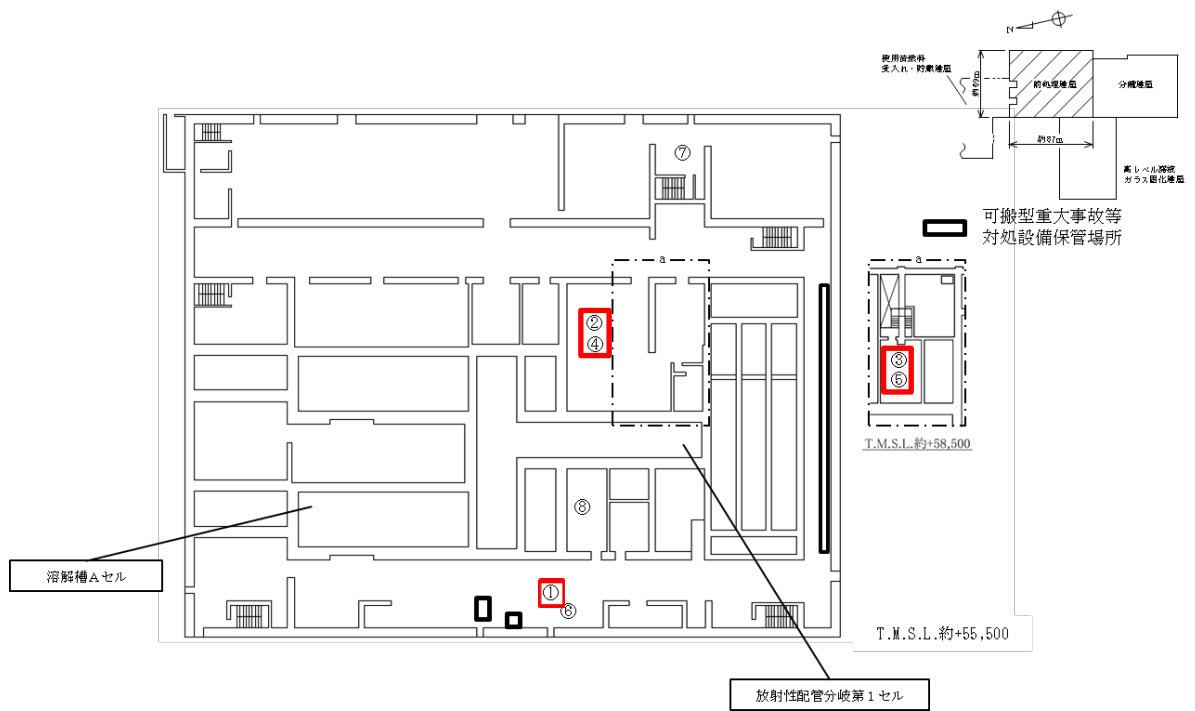 N
使用済燃料
受入れ・貯蔵建屋
約69m
前処理建屋
分離建屋
約87m
高レベル廃液
ガラス固化建屋
可搬型重大事故等
対処設備保管場所
⑦
a
a
②
④
③
⑤
T.M.S.L.約+58,500
⑧
溶解槽Aセル
①
⑥
T.M.S.L.約+55,500
放射性配管分岐第1セル